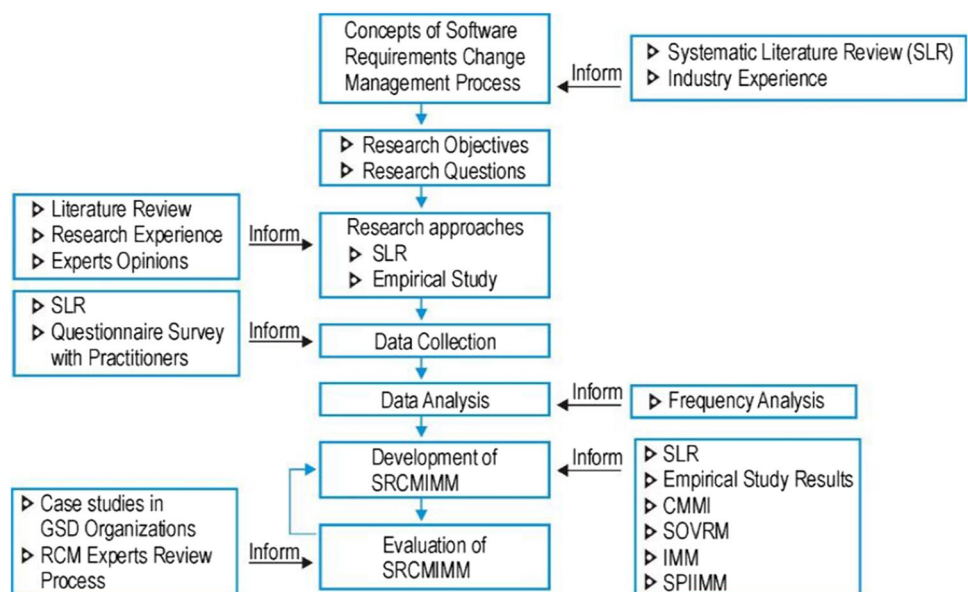 Concepts of Software
Requirements Change
Management Process
Inform
▷ Systematic Literature Review (SLR)
▷ Industry Experience
▷ Research Objectives
▷ Research Questions
▷ Literature Review
▷ Research Experience
▷ Experts Opinions
Inform
Research approaches
▷ SLR
▷ Empirical Study
▷ SLR
▷ Questionnaire Survey
with Practitioners
Inform
Data Collection
Data Analysis
Inform
▷ Frequency Analysis
Development of
SRCMIMM
Inform
▷ SLR
▷ Empirical Study Results
▷ CMMI
▷ SOVRM
▷ IMM
▷ SPIIMM
▷ Case studies in
GSD Organizations
▷ RCM Experts Review
Process
Inform
Evaluation of
SRCMIMM